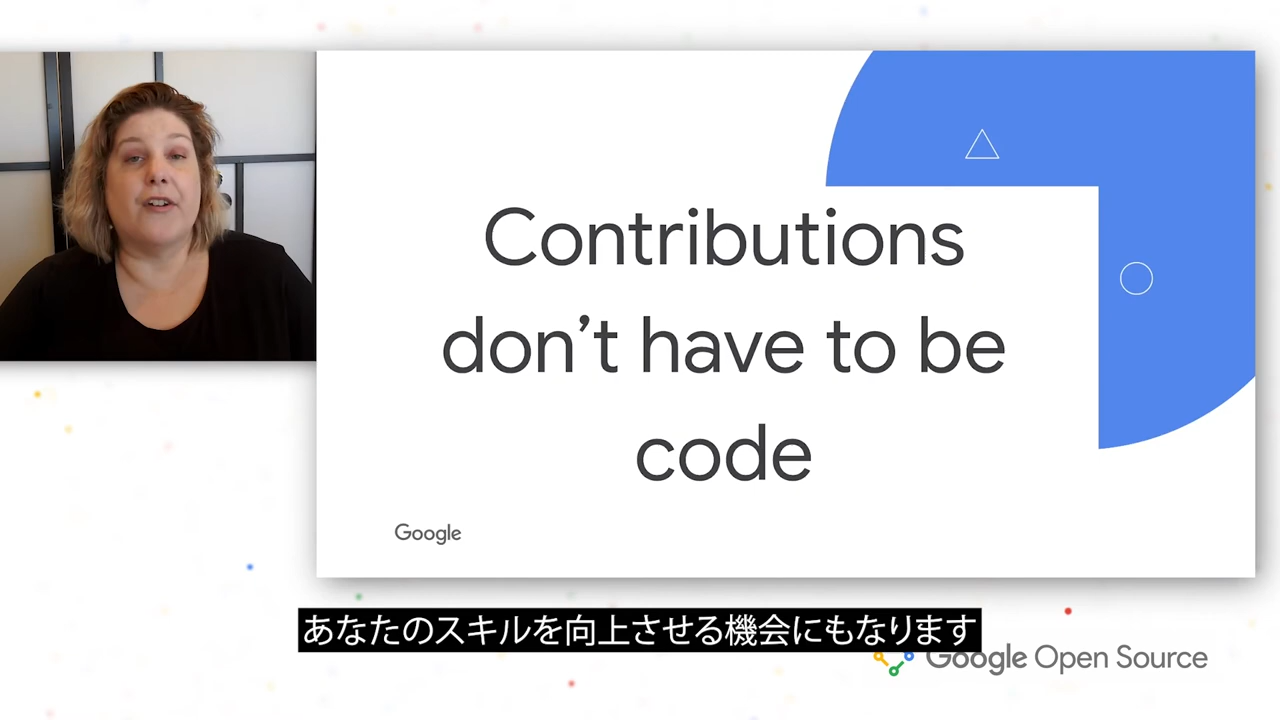 Contributions
don’t have to be
code
Google
あなたのスキルを向上させる機会にもなります
Google Open Source